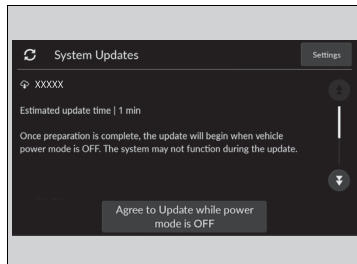 System Updates
Settings
XXXXX
Estimated update time | 1 min
Once preparation is complete, the update will begin when vehicle
power mode is OFF. The system may not function during the update.
Agree to Update while power
mode is OFF